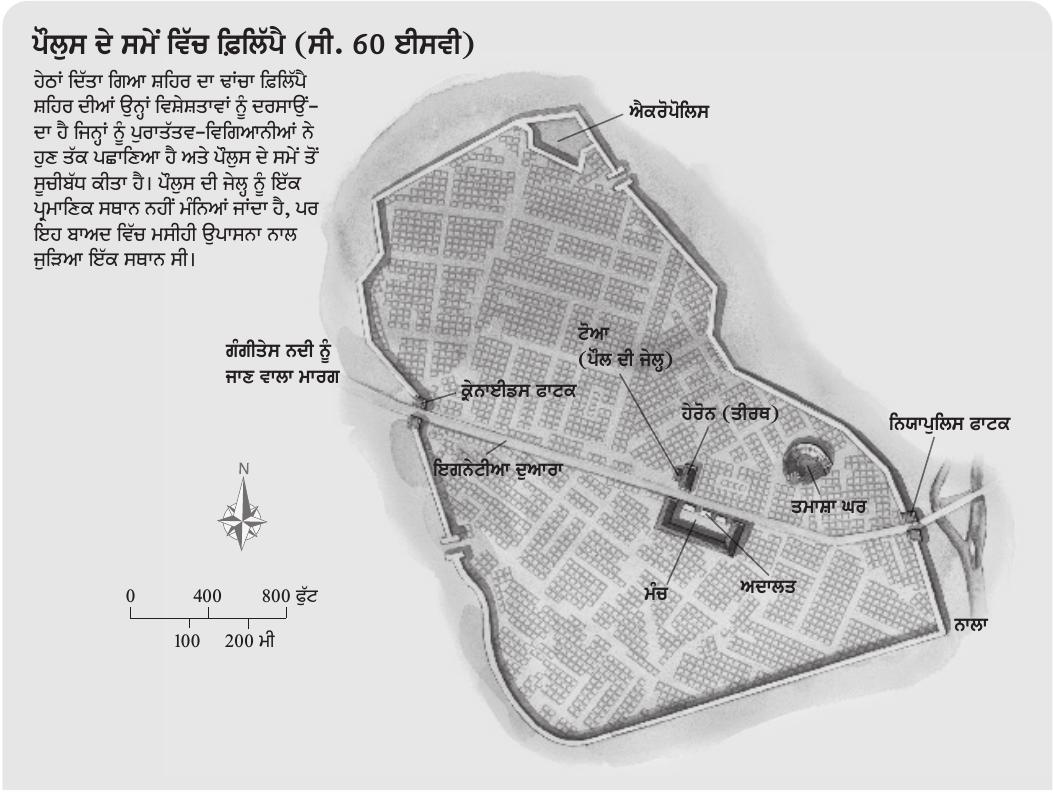 ਪੌਲੁਸ ਦੇ ਸਮੇਂ ਵਿੱਚ ਫ਼ਿਲਿੱਪੈ (ਸੀ. 60 ਈਸਵੀ)
ਹੇਠਾਂ ਦਿੱਤਾ ਗਿਆ ਸ਼ਹਿਰ ਦਾ ਢਾਂਚਾ ਫ਼ਿਲਿੱਪੈ
ਸ਼ਹਿਰ ਦੀਆਂ ਉਨ੍ਹਾਂ ਵਿਸ਼ੇਸ਼ਤਾਵਾਂ ਨੂੰ ਦਰਸਾਉਂ-
ਦਾ ਹੈ ਜਿਨ੍ਹਾਂ ਨੂੰ ਪੁਰਾਤੱਤਵ-ਵਿਗਿਆਨੀਆਂ ਨੇ
ਹੁਣ ਤੱਕ ਪਛਾਣਿਆ ਹੈ ਅਤੇ ਪੌਲੁਸ ਦੇ ਸਮੇਂ ਤੋਂ
ਸੂਚੀਬੱਧ ਕੀਤਾ ਹੈ। ਪੌਲੁਸ ਦੀ ਜੇਲ੍ਹ ਨੂੰ ਇੱਕ
ਪ੍ਰਮਾਣਿਕ ਸਥਾਨ ਨਹੀਂ ਮੰਨਿਆਂ ਜਾਂਦਾ ਹੈ, ਪਰ
ਇਹ ਬਾਅਦ ਵਿੱਚ ਮਸੀਹੀ ਉਪਾਸਨਾ ਨਾਲ
ਜੁੜਿਆ ਇੱਕ ਸਥਾਨ ਸੀ।
ਐਕਰੋਪੋਲਿਸ
ਟੋਆ
(ਪੌਲ ਦੀ ਜੇਲ੍ਹ)
ਗੰਗੀਤੇਸ ਨਦੀ ਨੂੰ
ਜਾਣ ਵਾਲਾ ਮਾਰਗ
ਕ੍ਰੇਨਾਈਡਸ ਫਾਟਕ
ਹੇਰੋਨ (ਤੀਰਥ)
ਨਿਯਾਪੁਲਿਸ ਫਾਟਕ
ਇਗਨੇਟੀਆ ਦੁਆਰਾ
ਤਮਾਸ਼ਾ ਘਰ
N
ਮੰਚ
ਅਦਾਲਤ
ਨਾਲਾ
0 400 800 ਫੁੱਟ
100 200 ਮੀ